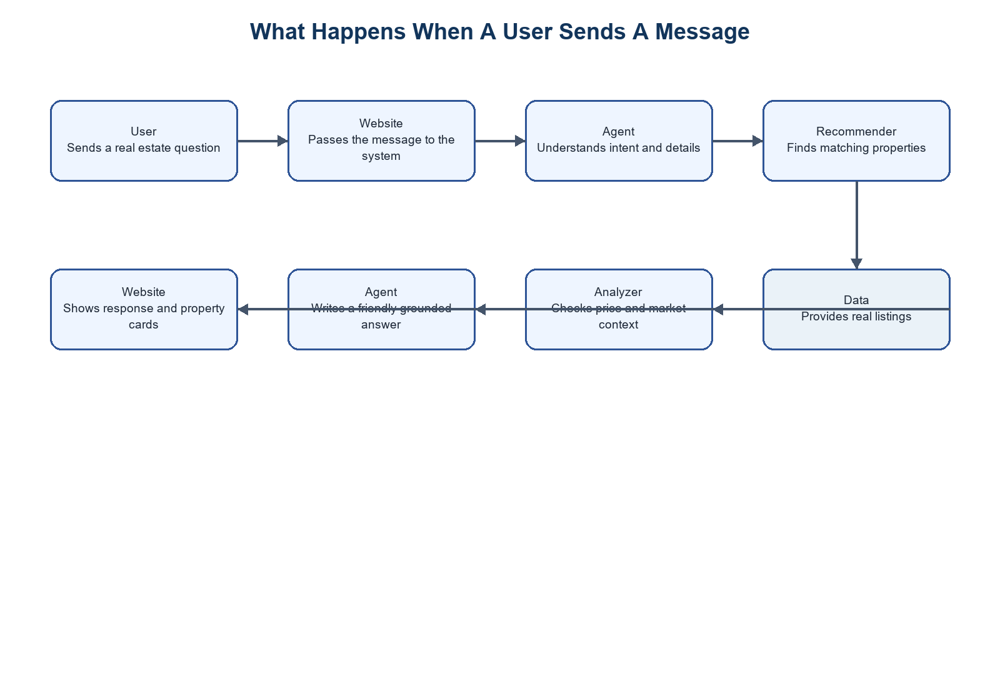 What Happens When A User Sends A Message
User
Sends a real estate question
Website
Passes the message to the
system
Agent
Understands intent and details
Recommender
Finds matching properties
Website
Shows response and property
cards
Agent
Writes a friendly grounded
answer
Analyzer
Checks price and market
context
Data
Provides real listings